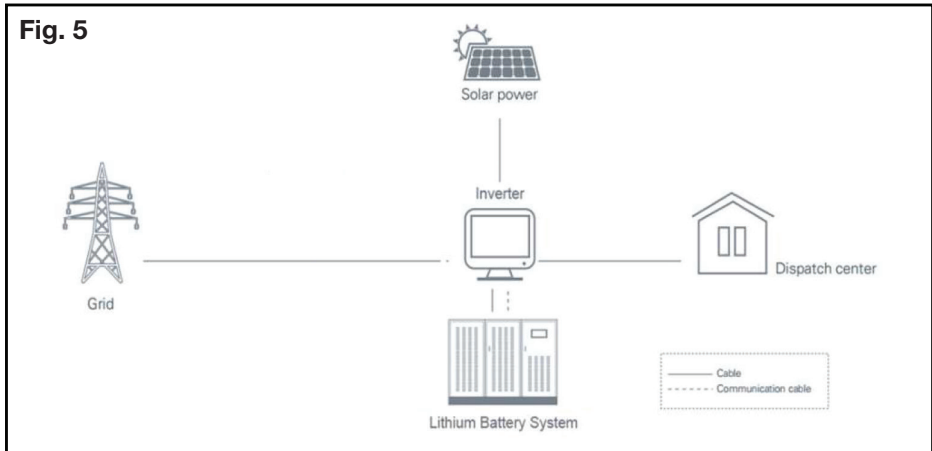 Fig. 5
Solar power
Inverter
Dispatch center
Grid
Cable
Communication cable
Lithium Battery System